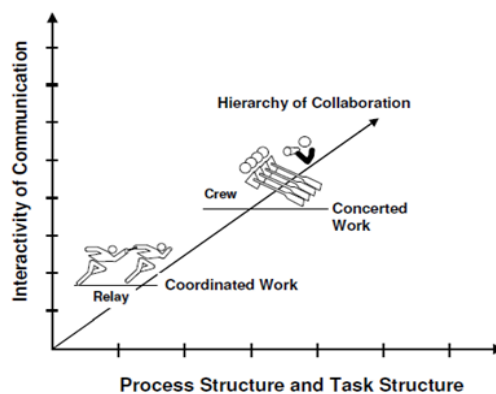 Interactivity of Communication
Hierarchy of Collaboration
Crew
Concerted
Work
Coordinated Work
Relay
Process Structure and Task Structure